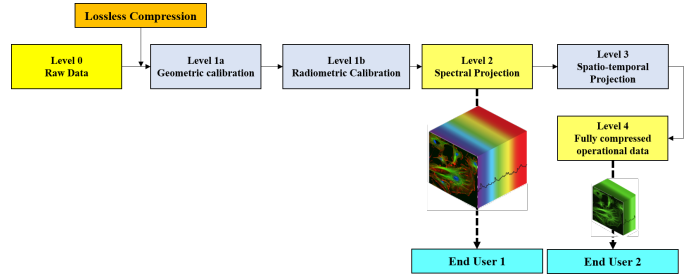 Lossless Compression
Level 0
Raw Data
Level 1a
Geometric calibration
Level 1b
Radiometric Calibration
Level 2
Spectral Projection
Level 3
Spatio-temporal
Projection
Level 4
Fully compressed
operational data
End User 1
End User 2